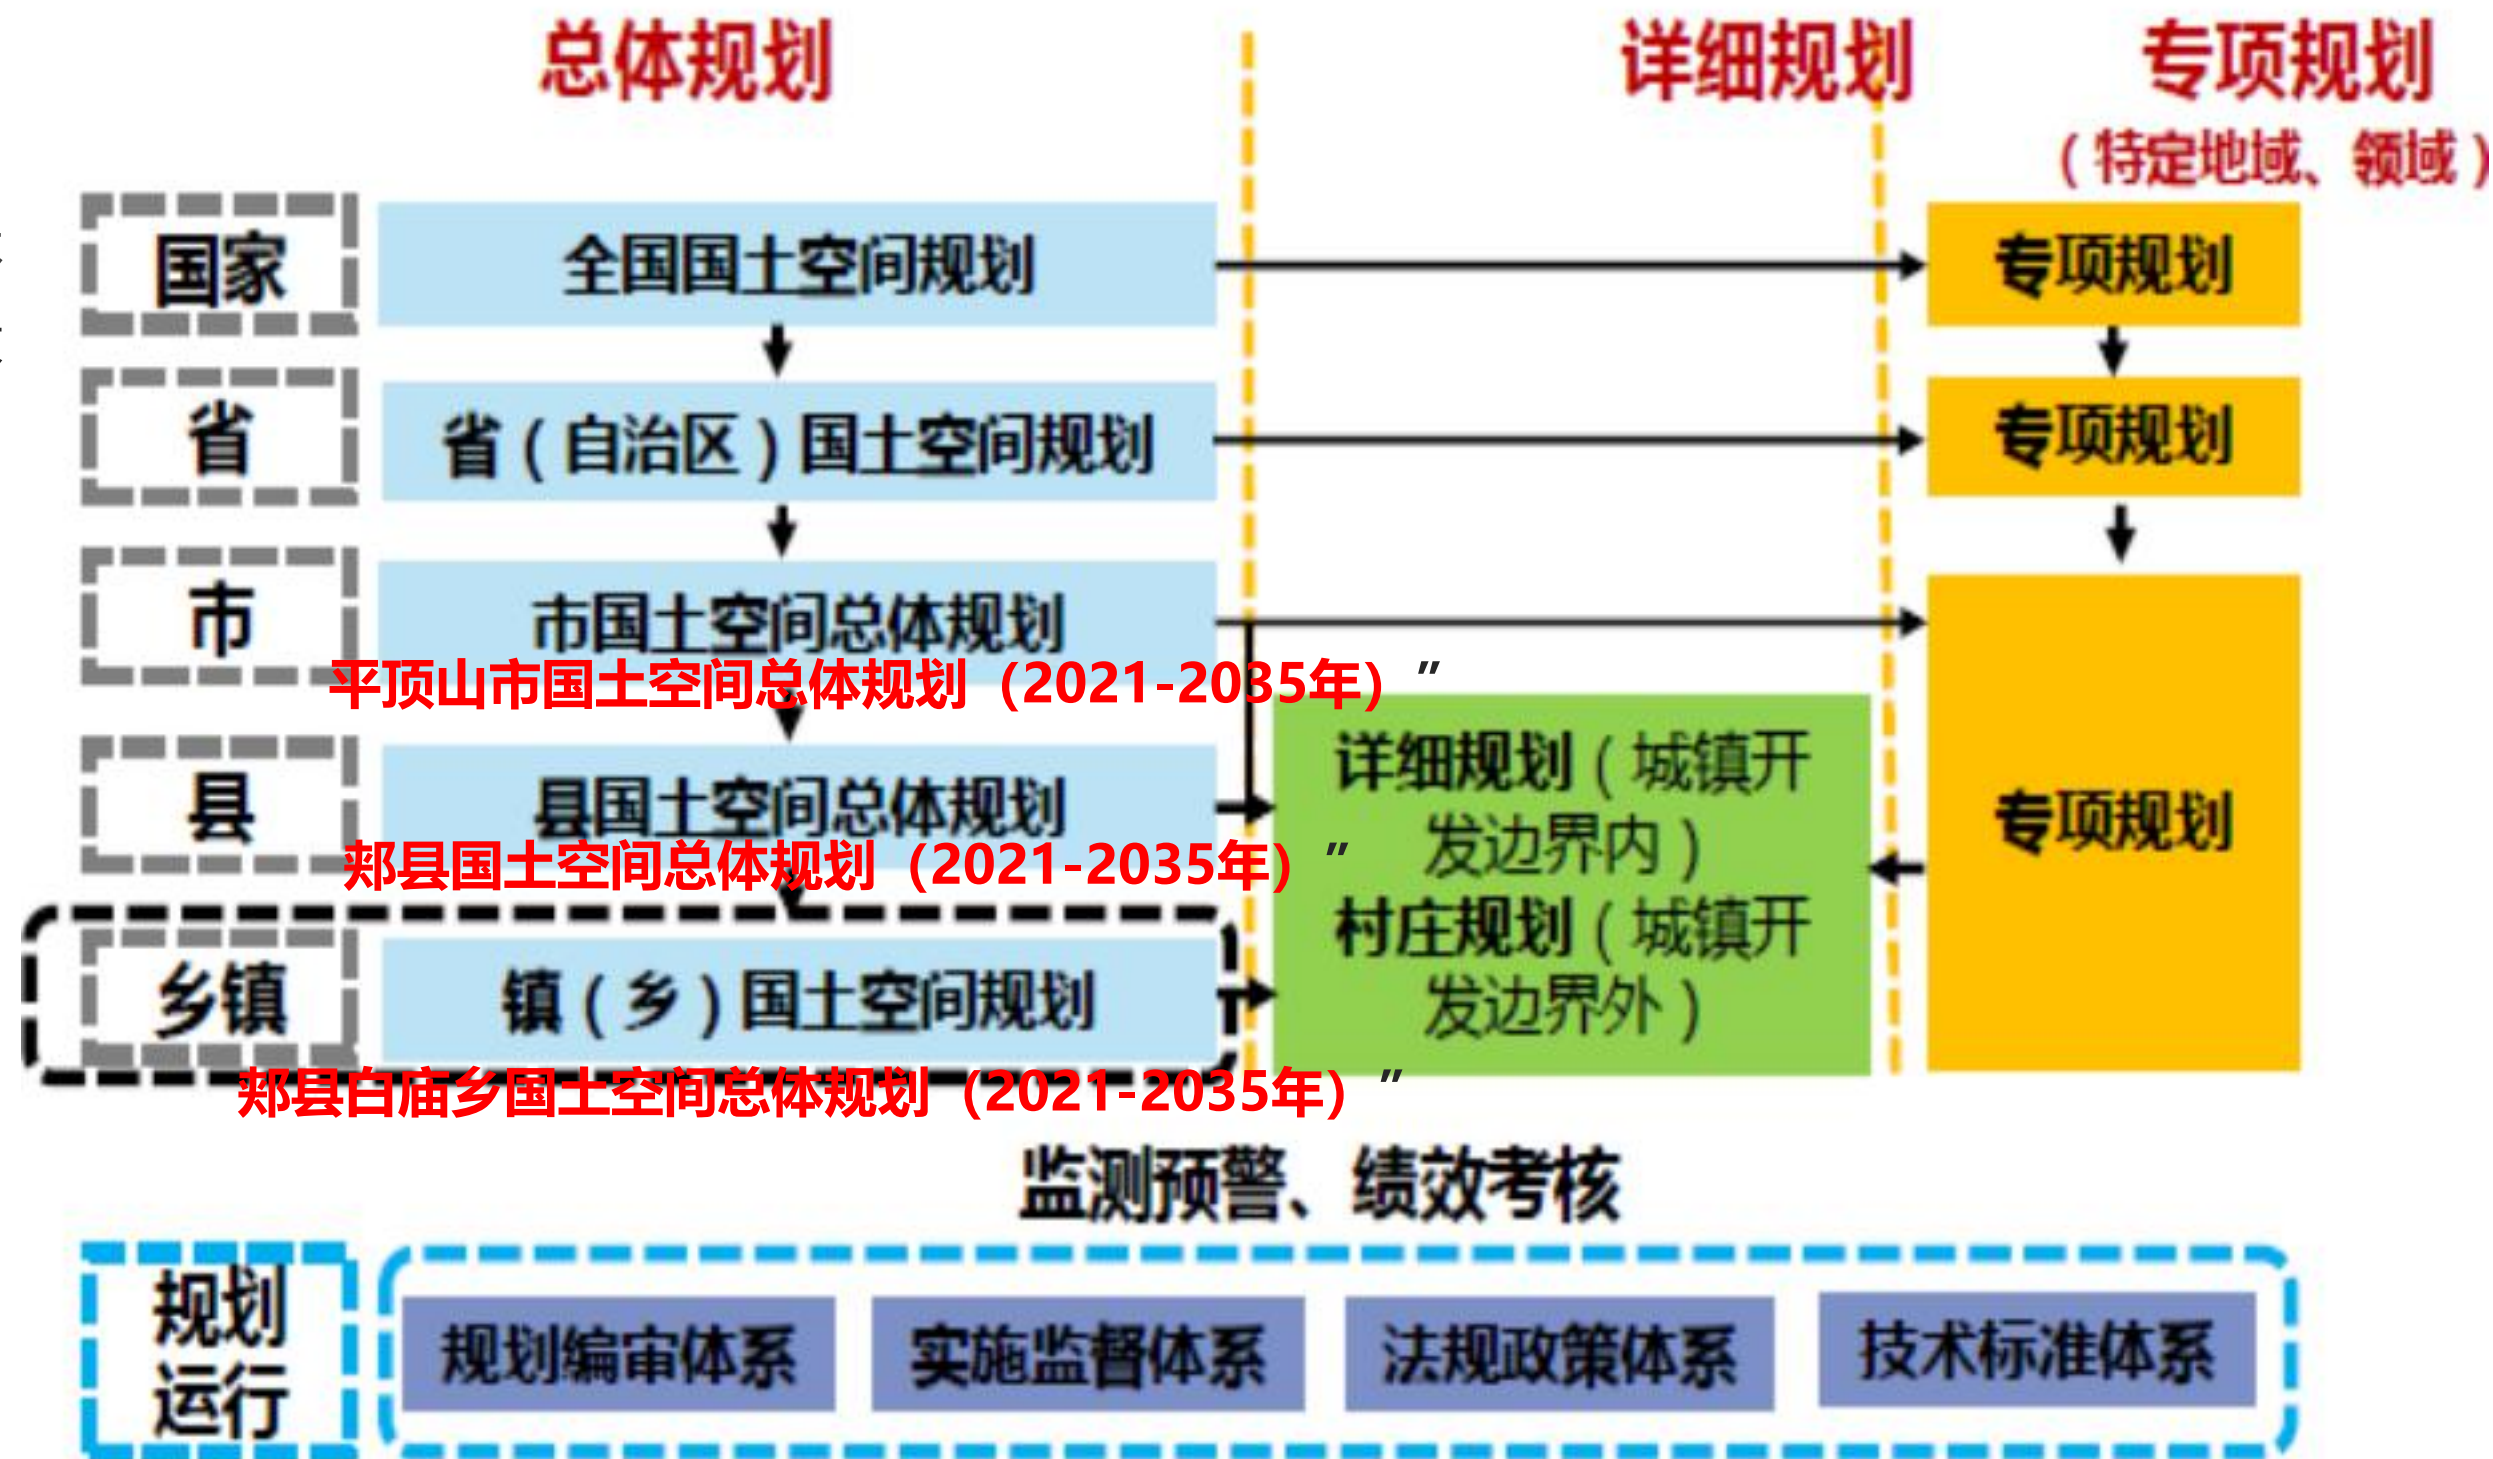 总体规划
详细规划
专项规划
（特定地域、领域）
国家
全国国土空间规划
专项规划
省
省（自治区）国土空间规划
专项规划
市
市国土空间总体规划
平顶山市国土空间总体规划（2021-2035年）”
县
县国土空间总体规划
郏县国土空间总体规划（2021-2035年）”
详细规划（城镇开
发边界内）
村庄规划（城镇开
发边界外）
专项规划
乡镇
镇（乡）国土空间规划
郏县白庙乡国土空间总体规划（2021-2035年）”
监测预警、绩效考核
规划
运行
规划编审体系
实施监督体系
法规政策体系
技术标准体系